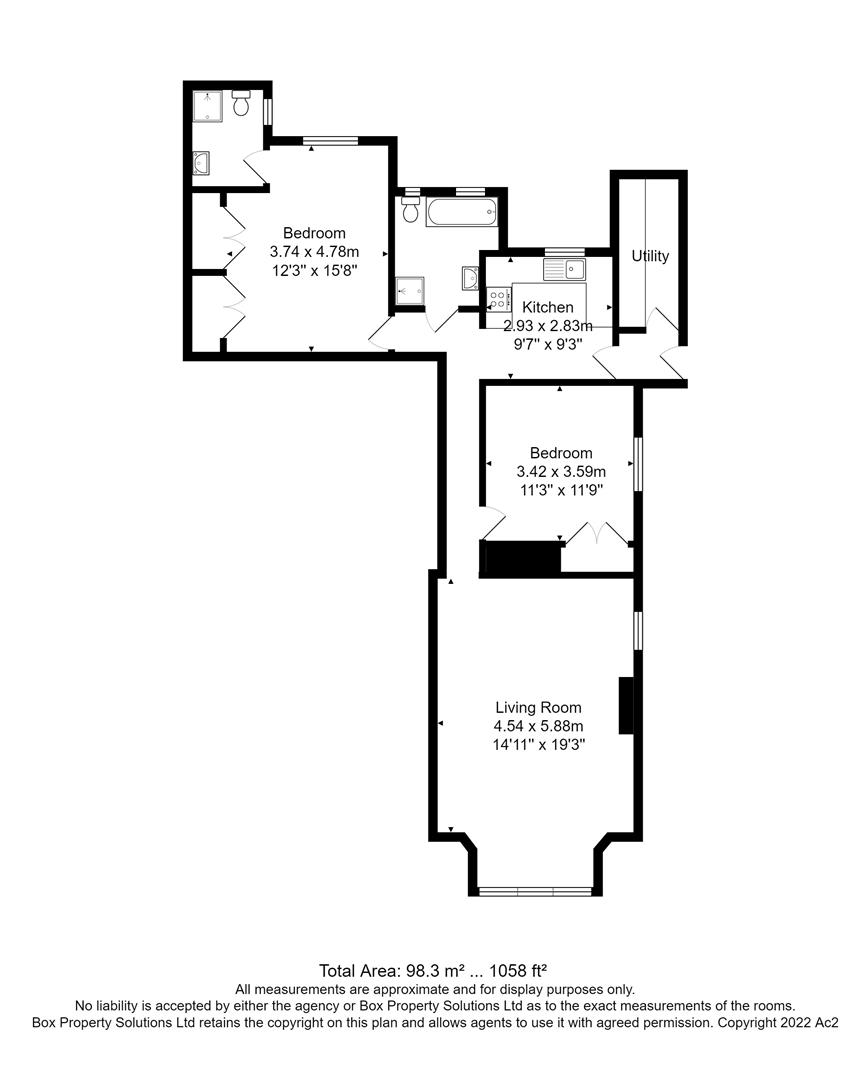 Bedroom
3.74 x 4.78m
12'3" x 15'8"
Utility
Kitchen
2.93 x 2.83m
9'7" x 9'3"
Bedroom
3.42 x 3.59m
11'3" x 11'9"
Living Room
4.54 x 5.88m
14'11" x 19'3"
Total Area: 98.3 m² ... 1058 ft²
All measurements are approximate and for display purposes only.
No liability is accepted by either the agency or Box Property Solutions Ltd as to the exact measurements of the rooms.
Box Property Solutions Ltd retains the copyright on this plan and allows agents to use it with agreed permission. Copyright 2022 Ac2